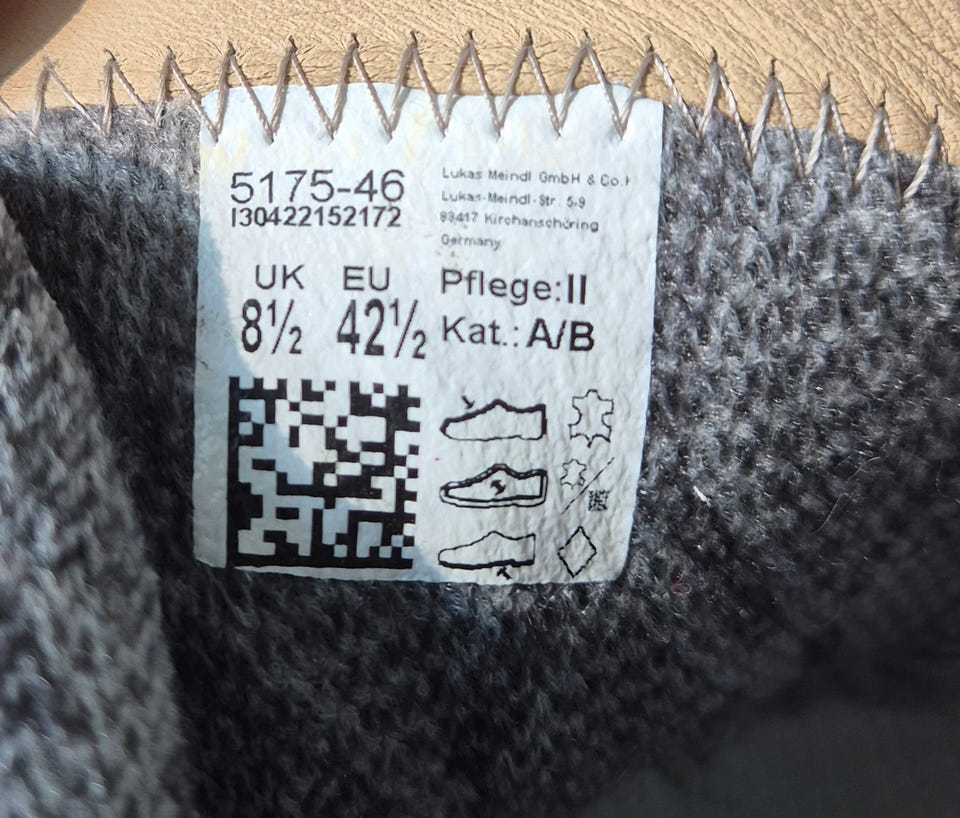 5175-46
I30422152172
UK EU
8½ 42½
Lukas Meindl GmbH & Co.
Lukas-Meindl-Str. 5-9
83417 Kirchanschöring
Germany
Pflege: II
Kat.: A/B